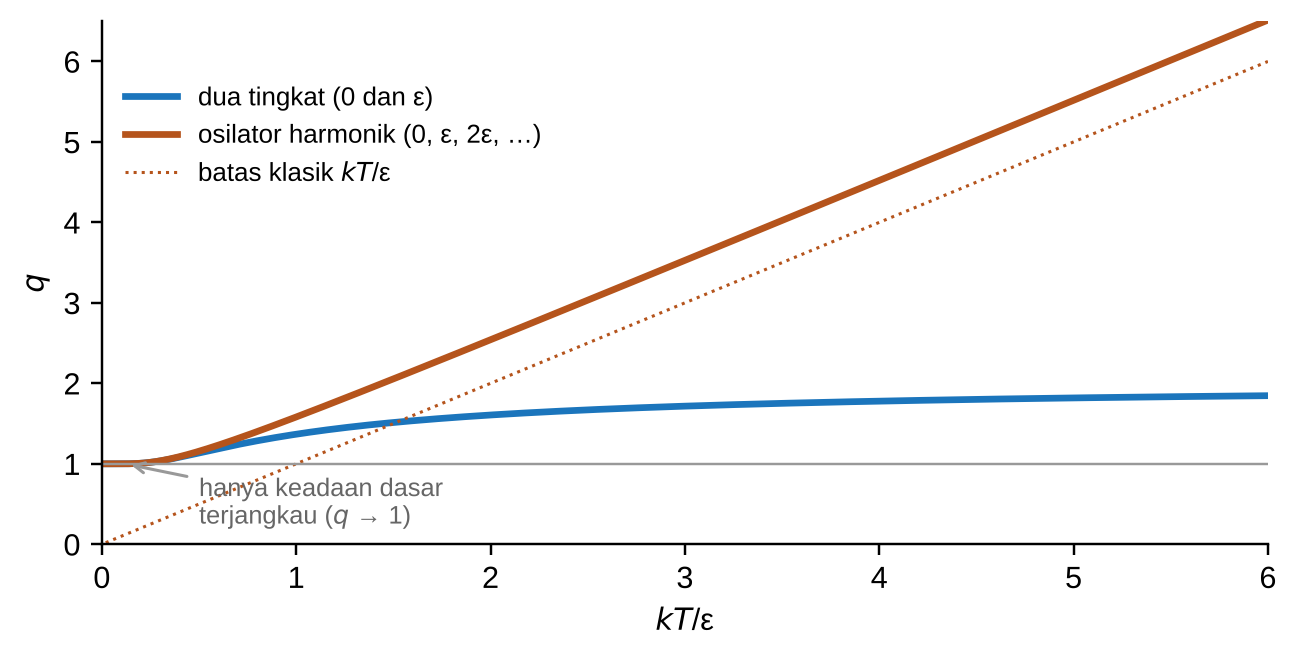 6
5
4
3
2
1
0
q
dua tingkat (0 dan ε)
osilator harmonik (0, ε, 2ε, …)
batas klasik kT/ε
hanya keadaan dasar
terjangkau (q → 1)
0 1 2 3 4 5 6
kT/ε